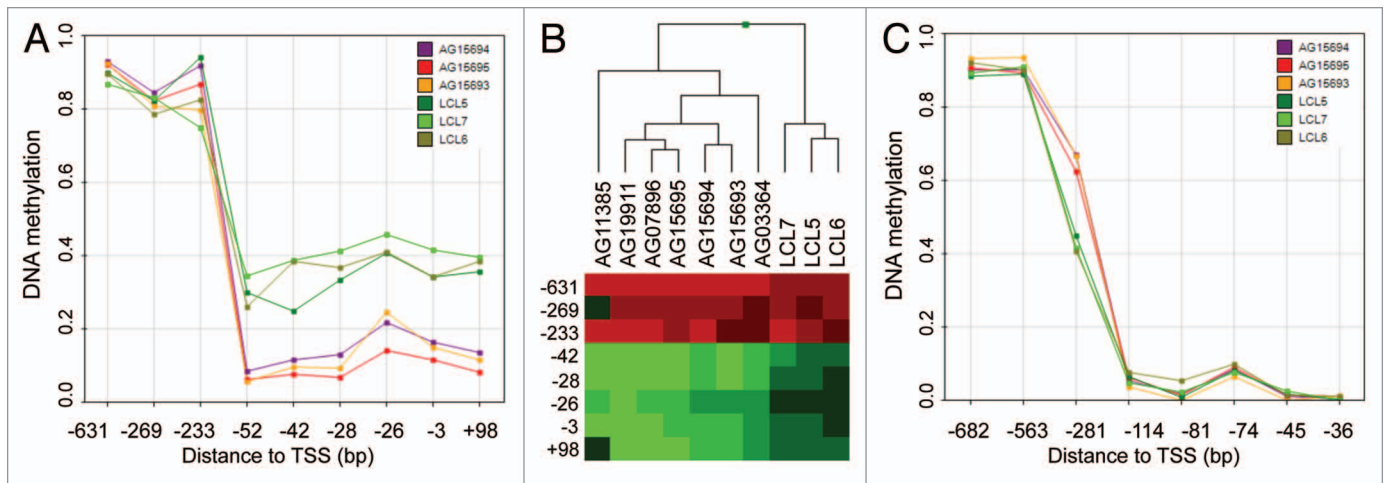 A
DNA methylation
1.0
0.8
0.6
0.4
0.2
0.0
AG15694
AG15695
AG15693
LCL5
LCL7
LCL6
-631 -269 -233 -52 -42 -28 -26 -3 +98
Distance to TSS (bp)
B
AG11385
AG19911
AG07896
AG15695
AG15694
AG15693
AG03364
LCL7
LCL5
LCL6
-631
-269
-233
-42
-28
-26
-3
+98
C
DNA methylation
1.0
0.8
0.6
0.4
0.2
0.0
AG15694
AG15695
AG15693
LCL5
LCL7
LCL6
-682 -563 -281 -114 -81 -74 -45 -36
Distance to TSS (bp)